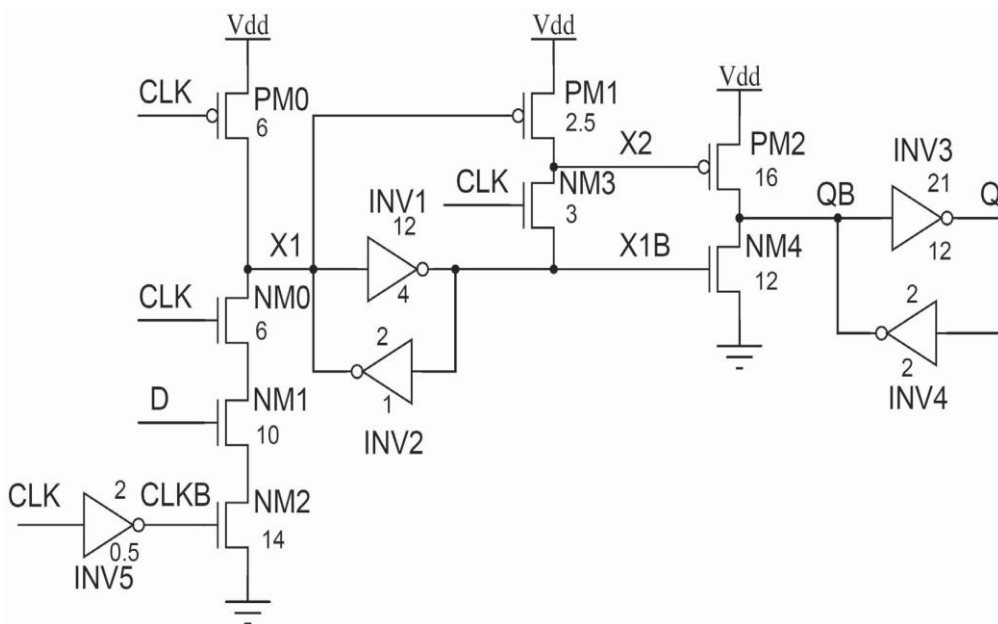 Vdd
Vdd
Vdd
CLK
PM0
6
PM1
2.5
X2
PM2
16
INV3
21
12
CLK
NM3
3
QB
Q
INV1
12
4
X1
X1B
NM4
12
CLK
NM0
6
2
1
INV2
2
2
INV4
D
NM1
10
CLK
2
0.5
INV5
CLKB
NM2
14